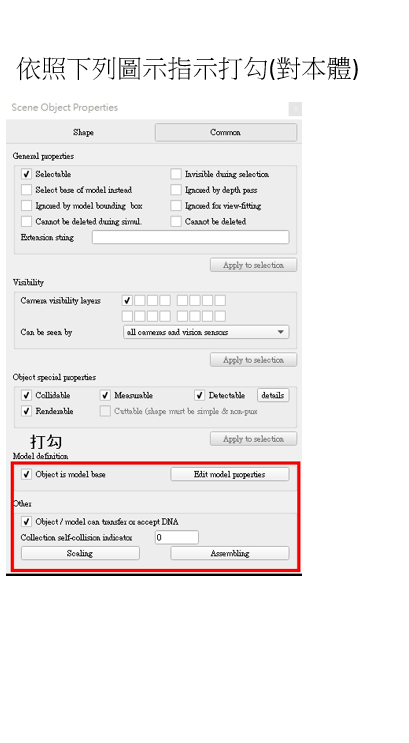 依照下列圖示指示打勾(對本體)
Scene Object Properties
Shape Common
General properties
Selectable Invisible during selection
Select base of model instead Ignored by depth pass
Ignored by model bounding box Ignored for view-fitting
Cannot be deleted during simul. Cannot be deleted
Extension string
Apply to selection
Visibility
Camera visibility layers
Can be seen by all cameras and vision sensors
Apply to selection
Object special properties
Collidable Measurable Detectable details
Renderable Cuttable (shape must be simple & non-pure
Apply to selection
打勾
Model definition
Object is model base Edit model properties
Other
Object / model can transfer or accept DNA
Collection self-collision indicator 0
Scaling Assembling